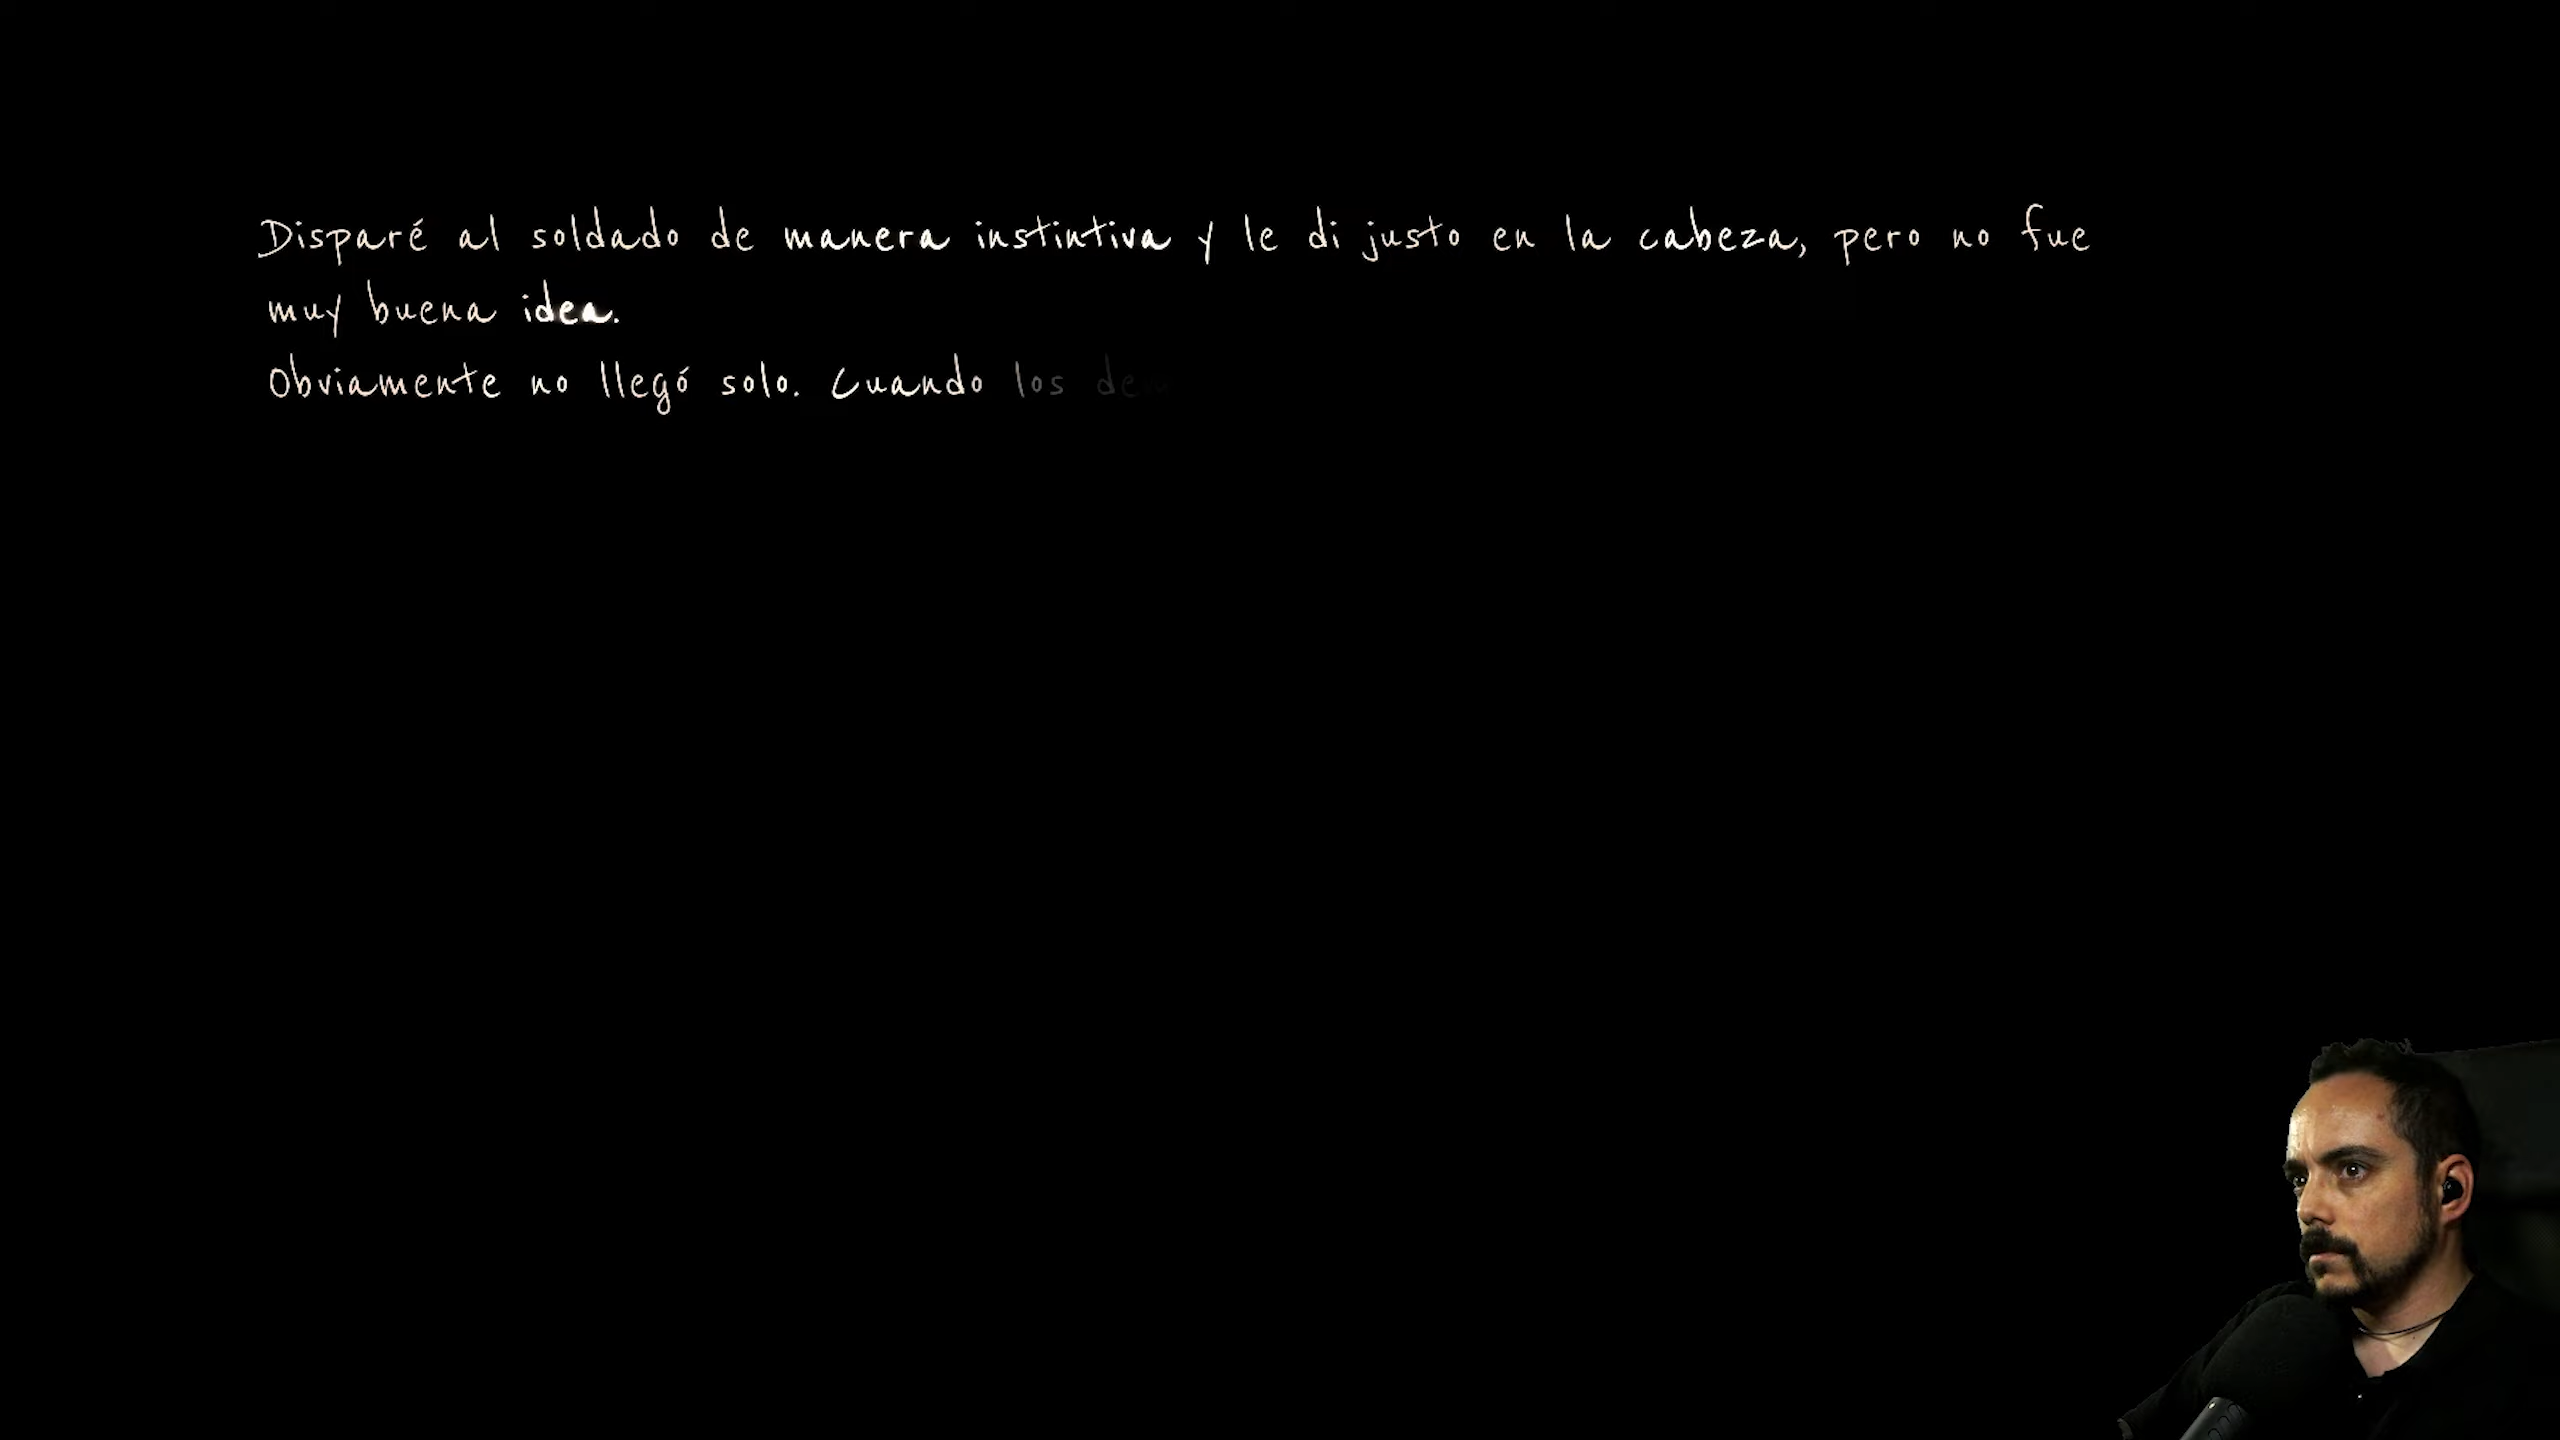 Disparé al soldado de manera instintiva y le di justo en la cabeza, pero no fue
muy buena idea.
Obviamente no llegó solo. Cuando los